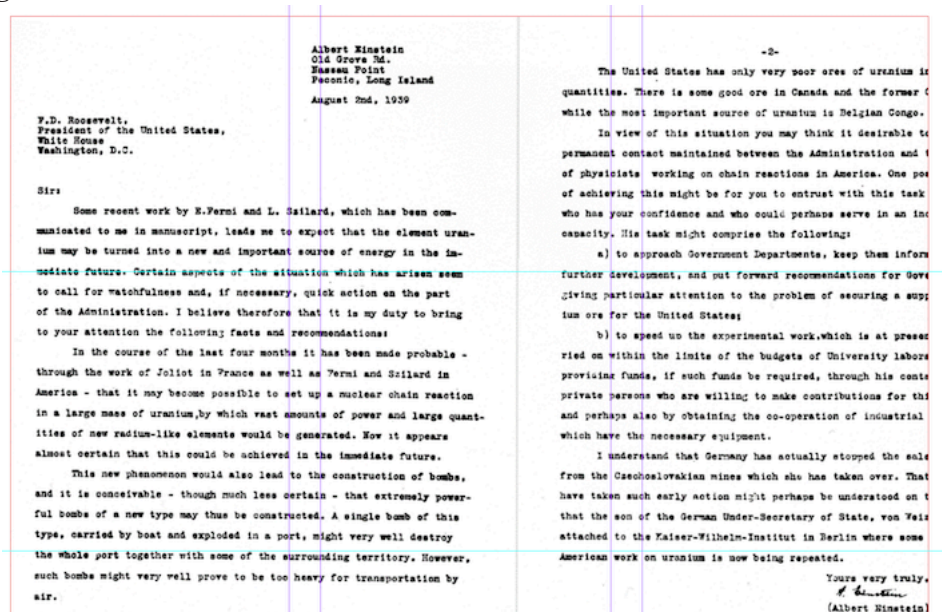 Albert Einstein
Old Grove Rd.
Nassau Point
Peconic, Long Island
August 2nd, 1939
F.D. Roosevelt,
President of the United States,
White House
Washington, D.C.
Sir:
Some recent work by E.Fermi and L. Szilard, which has been com-
municated to me in manuscript, leads me to expect that the element uran-
ium may be turned into a new and important source of energy in the im-
mediate future. Certain aspects of the situation which has arisen seem
to call for watchfulness and, if necessary, quick action on the part
of the Administration. I believe therefore that it is my duty to bring
to your attention the following facts and recommendations:
In the course of the last four months it has been made probable -
through the work of Joliot in France as well as Fermi and Szilard in
America - that it may become possible to set up a nuclear chain reaction
in a large mass of uranium,by which vast amounts of power and large quant-
ities of new radium-like elements would be generated. Now it appears
almost certain that this could be achieved in the immediate future.
This new phenomenon would also lead to the construction of bombs,
and it is conceivable - though much less certain - that extremely power-
ful bombs of a new type may thus be constructed. A single bomb of this
type, carried by boat and exploded in a port, might very well destroy
the whole port together with some of the surrounding territory. However,
such bombs might very well prove to be too heavy for transportation by
air.
-2-
The United States has only very poor ores of uranium in
quantities. There is some good ore in Canada and the former
while the most important source of uranium is Belgian Congo.
In view of this situation you may think it desirable to
permanent contact maintained between the Administration and
of physicists working on chain reactions in America. One
of achieving this might be for you to entrust with this task
who has your confidence and who could perhaps serve in an
capacity. His task might comprise the following:
a) to approach Government Departments, keep them
further development, and put forward recommendations for
giving particular attention to the problem of securing a
ium ore for the United States;
b) to speed up the experimental work,which is at
ried on within the limits of the budgets of University
providing funds, if such funds be required, through his
private persons who are willing to make contributions for
and perhaps also by obtaining the co-operation of industrial
which have the necessary equipment.
I understand that Germany has actually stopped the
from the Czechoslovakian mines which she has taken over. That
have taken such early action might perhaps be understood on
that the son of the German Under-Secretary of State, von
attached to the Kaiser-Wilhelm-Institut in Berlin where some
American work on uranium is now being repeated.
Yours very truly,
A. Einstein
(Albert Einstein)